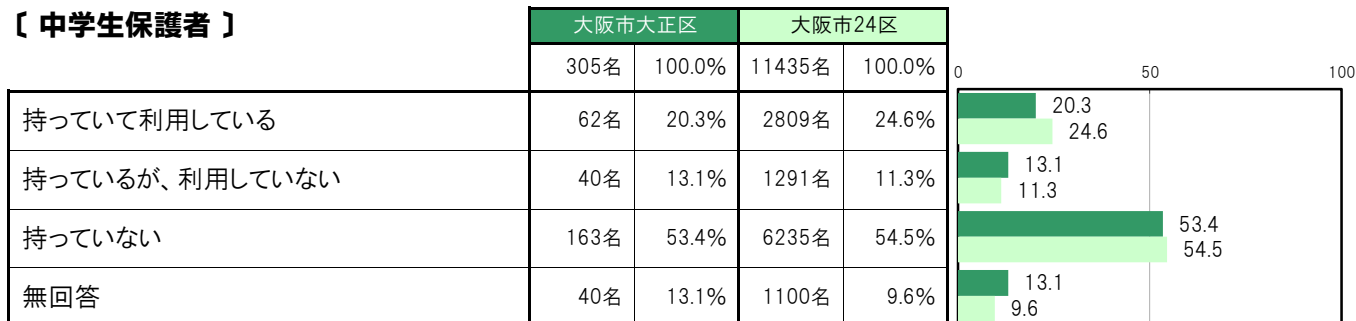 〔 中学生保護者 〕
大阪市大正区 大阪市24区
305名 100.0% 11435名 100.0%
0 50 100
持っていて利用している 62名 20.3% 2809名 24.6%
20.3
24.6
持っているが、利用していない 40名 13.1% 1291名 11.3%
13.1
11.3
持っていない 163名 53.4% 6235名 54.5%
53.4
54.5
無回答 40名 13.1% 1100名 9.6%
13.1
9.6